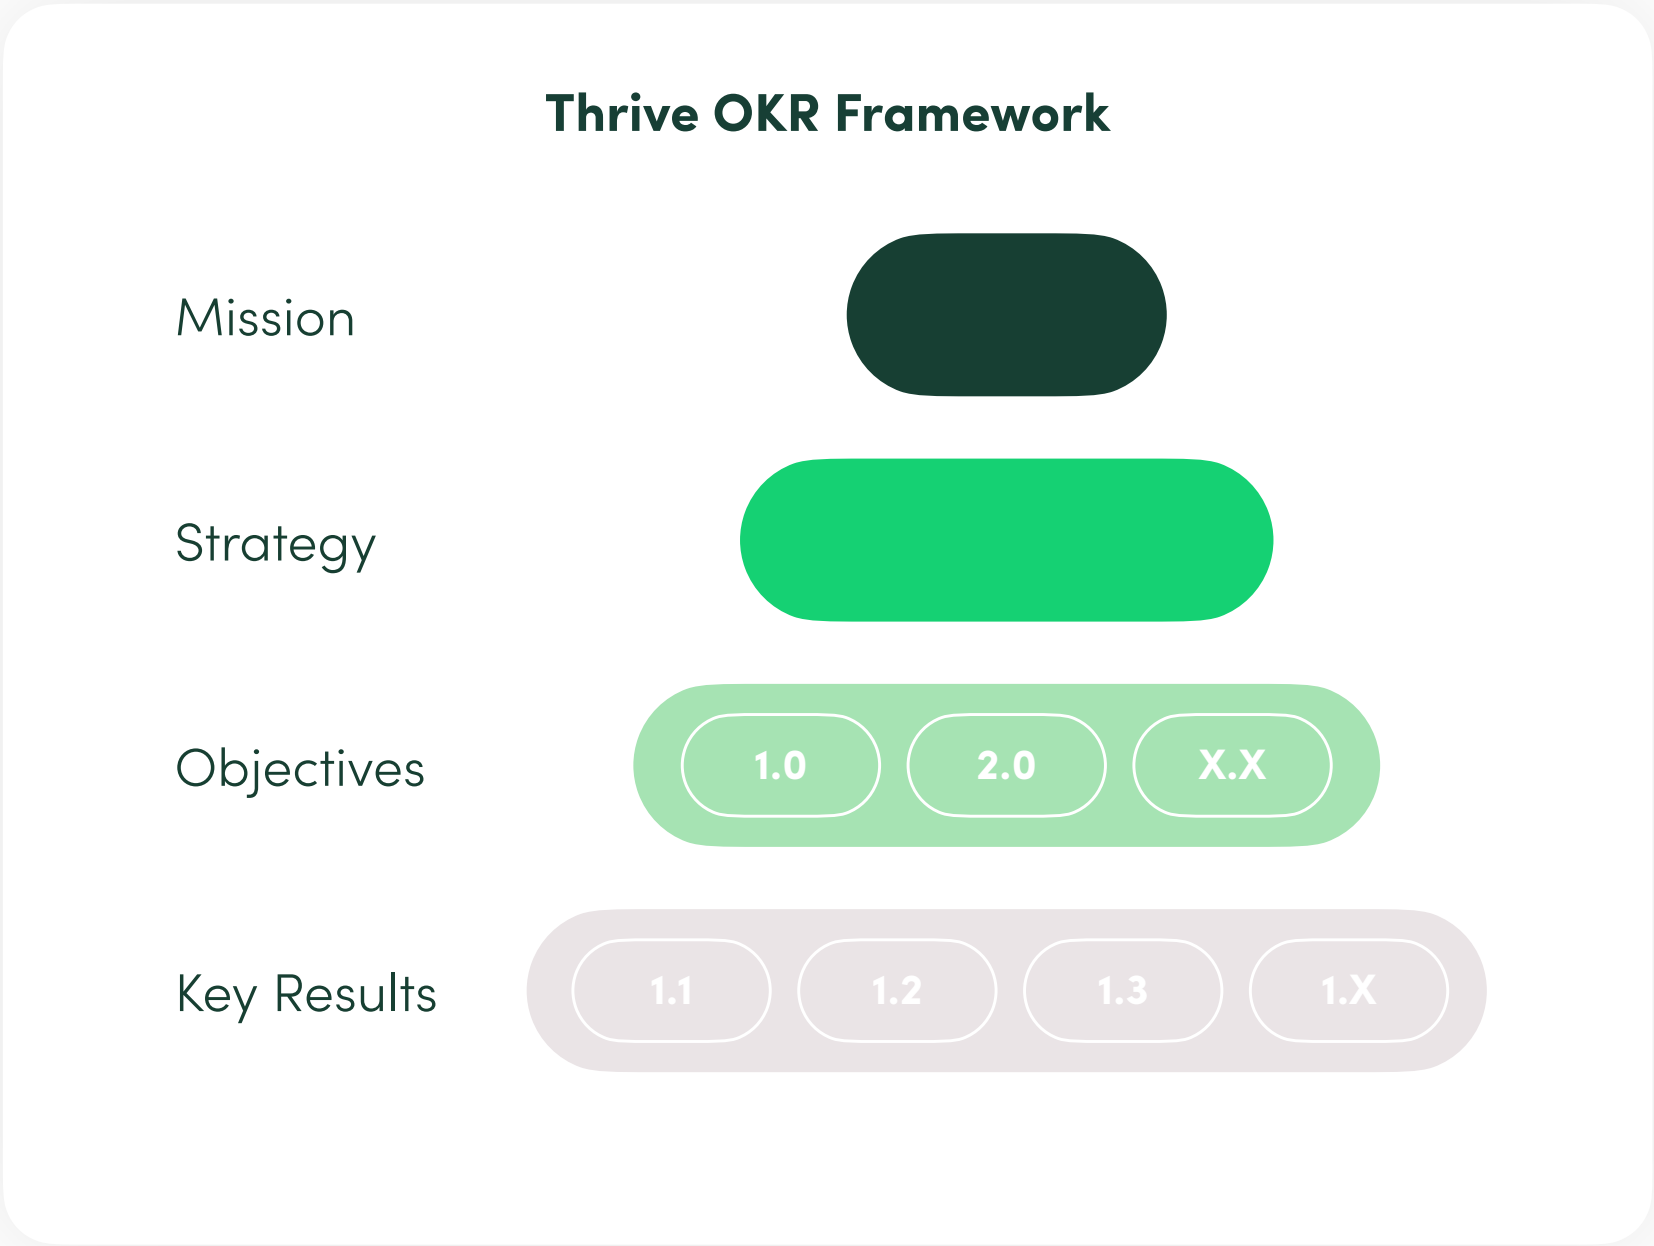 Thrive OKR Framework
Mission
Strategy
Objectives
1.0 2.0 X.X
Key Results
1.1 1.2 1.3 1.X